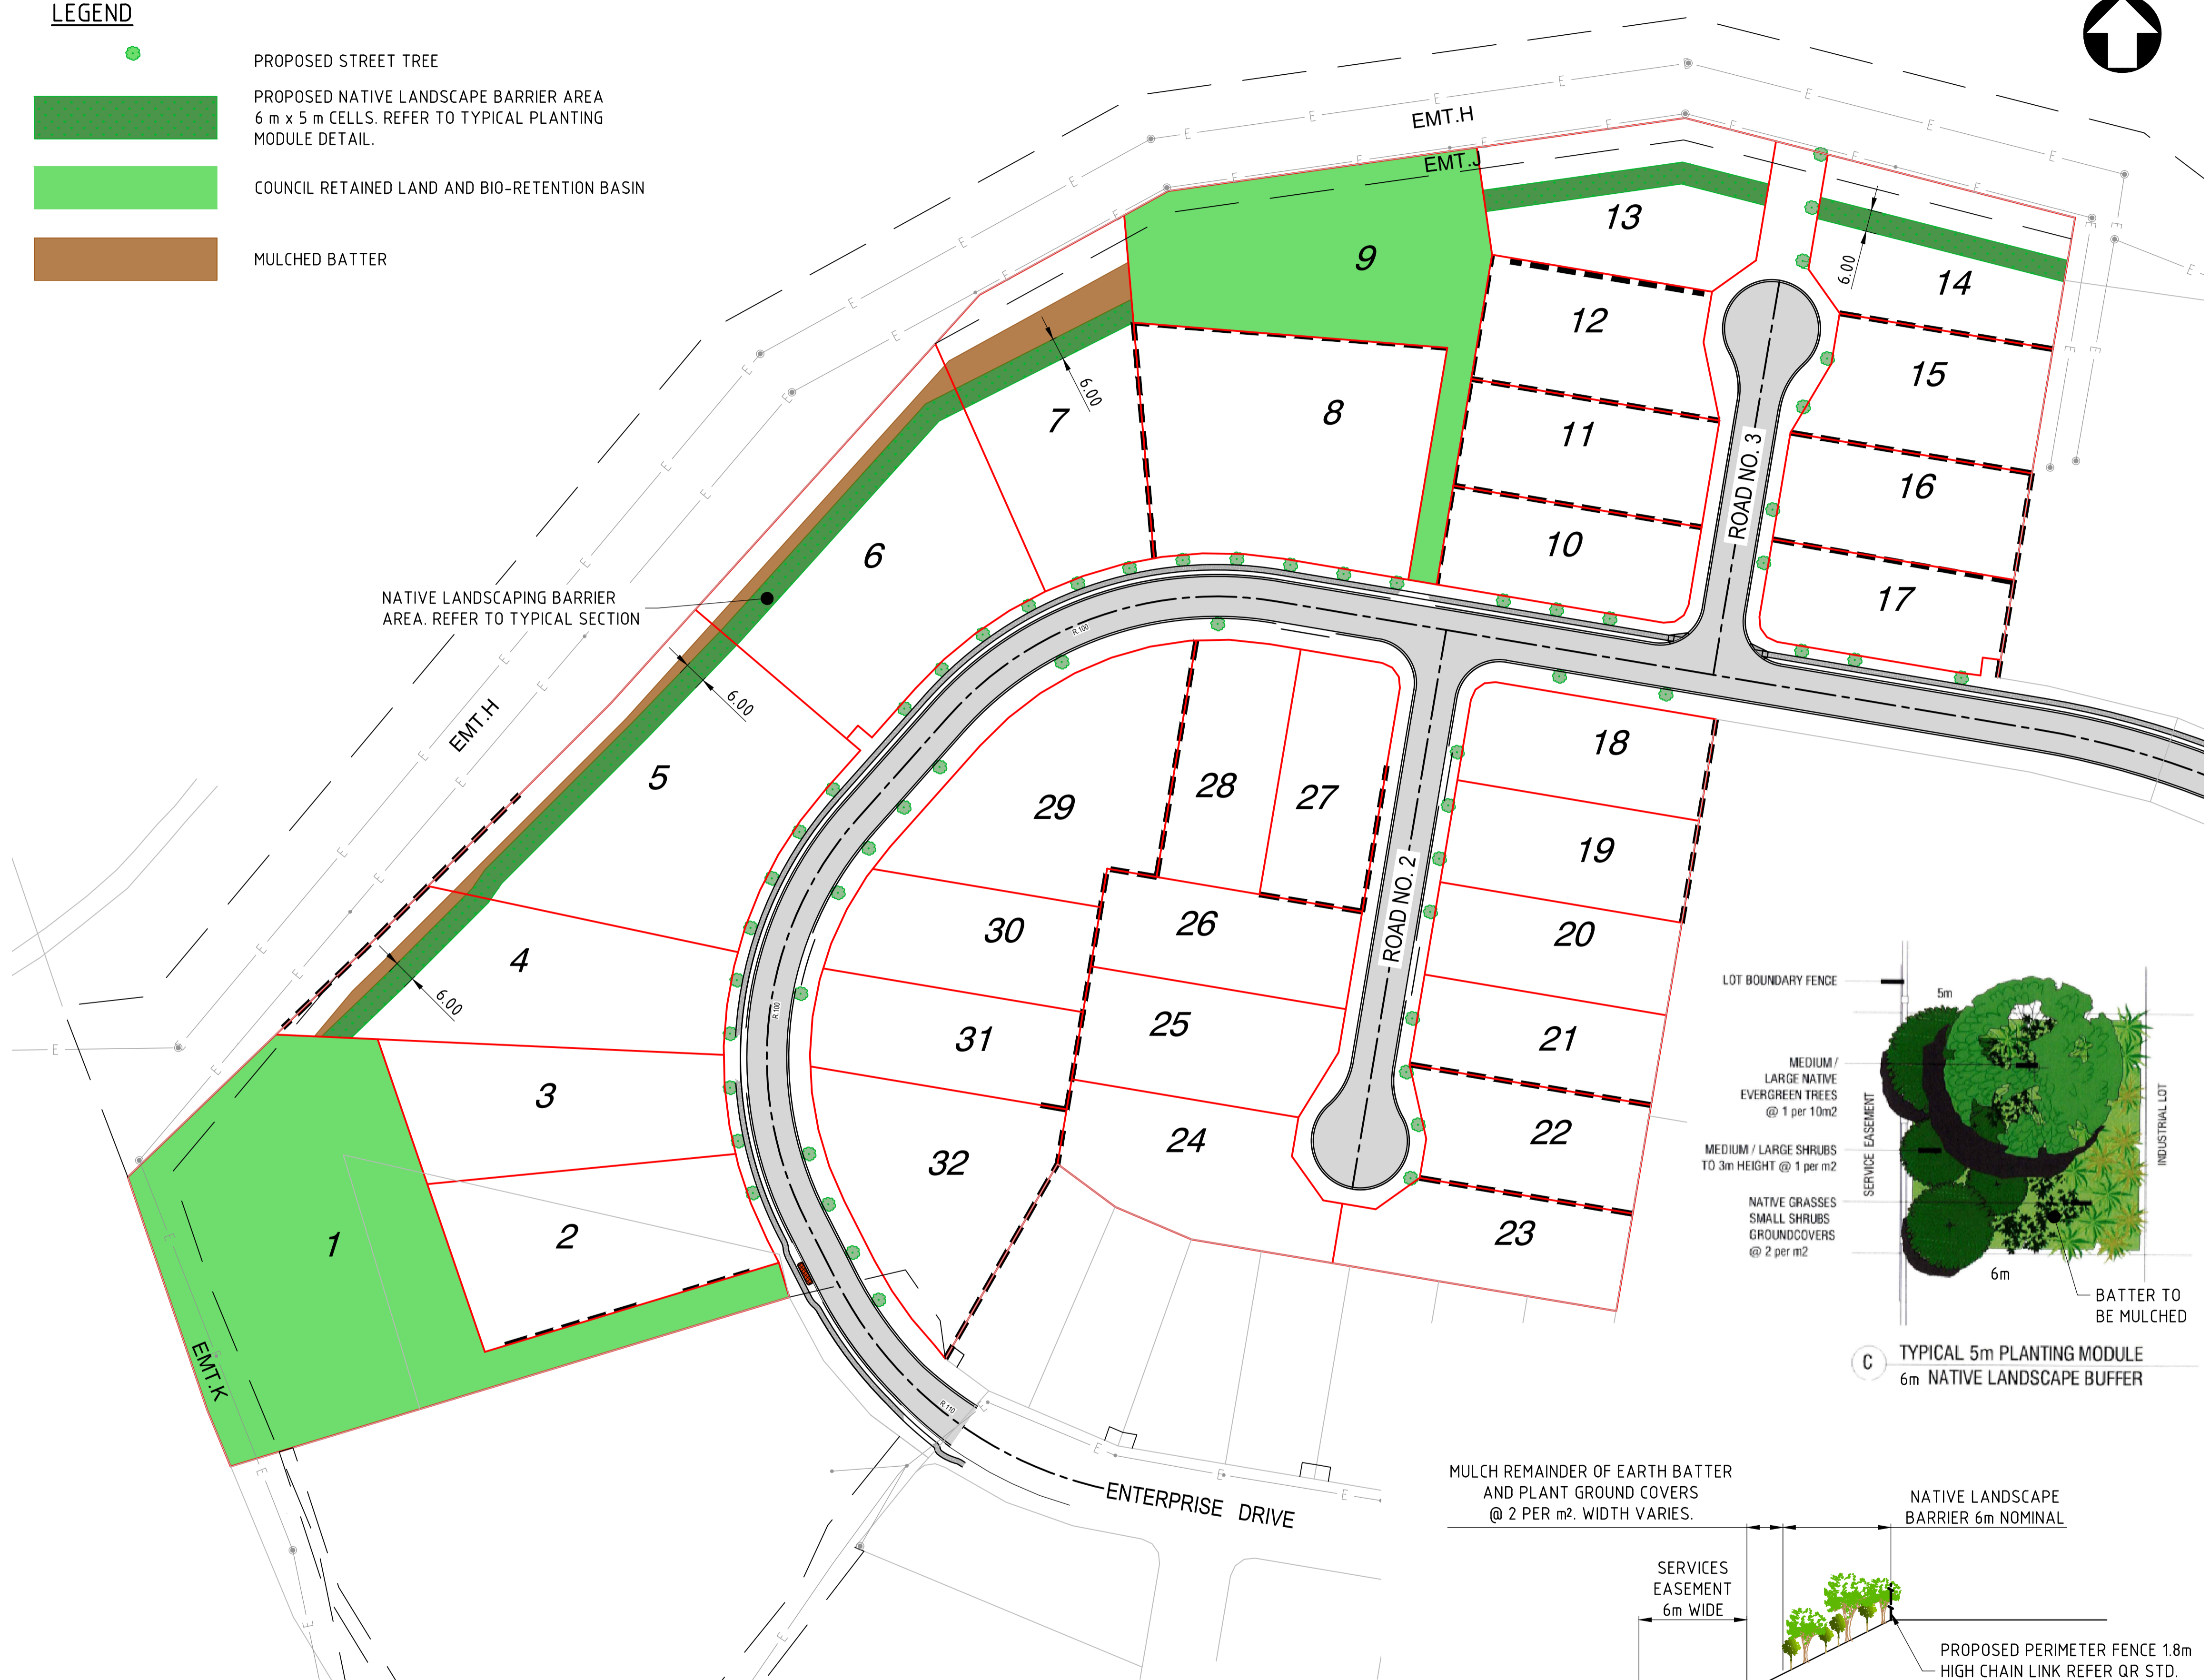 LEGEND
PROPOSED STREET TREE
PROPOSED NATIVE LANDSCAPE BARRIER AREA
6 m x 5 m CELLS. REFER TO TYPICAL PLANTING
MODULE DETAIL.
COUNCIL RETAINED LAND AND BIO-RETENTION BASIN
MULCHED BATTER
EMT.H
EMT.J
9
13
14
6.00
12
15
7
6.00
8
11
16
ROAD NO. 3
10
17
6
NATIVE LANDSCAPING BARRIER
AREA. REFER TO TYPICAL SECTION
R.100
6.00
EMT.H
5
18
28
27
29
19
ROAD NO. 2
30
26
20
4
6.00
R.100
31
25
21
3
32
24
22
2
1
23
EMT.K
R.110
ENTERPRISE DRIVE
LOT BOUNDARY FENCE
5m
MEDIUM /
LARGE NATIVE
EVERGREEN TREES
@ 1 per 10m2
MEDIUM / LARGE SHRUBS
TO 3m HEIGHT @ 1 per m2
NATIVE GRASSES
SMALL SHRUBS
GROUNDCOVERS
@ 2 per m2
SERVICE EASEMENT
INDUSTRIAL LOT
6m
BATTER TO
BE MULCHED
C
TYPICAL 5m PLANTING MODULE
6m NATIVE LANDSCAPE BUFFER
MULCH REMAINDER OF EARTH BATTER
AND PLANT GROUND COVERS
@ 2 PER m². WIDTH VARIES.
NATIVE LANDSCAPE
BARRIER 6m NOMINAL
SERVICES
EASEMENT
6m WIDE
PROPOSED PERIMETER FENCE 1.8m
HIGH CHAIN LINK REFER QR STD.